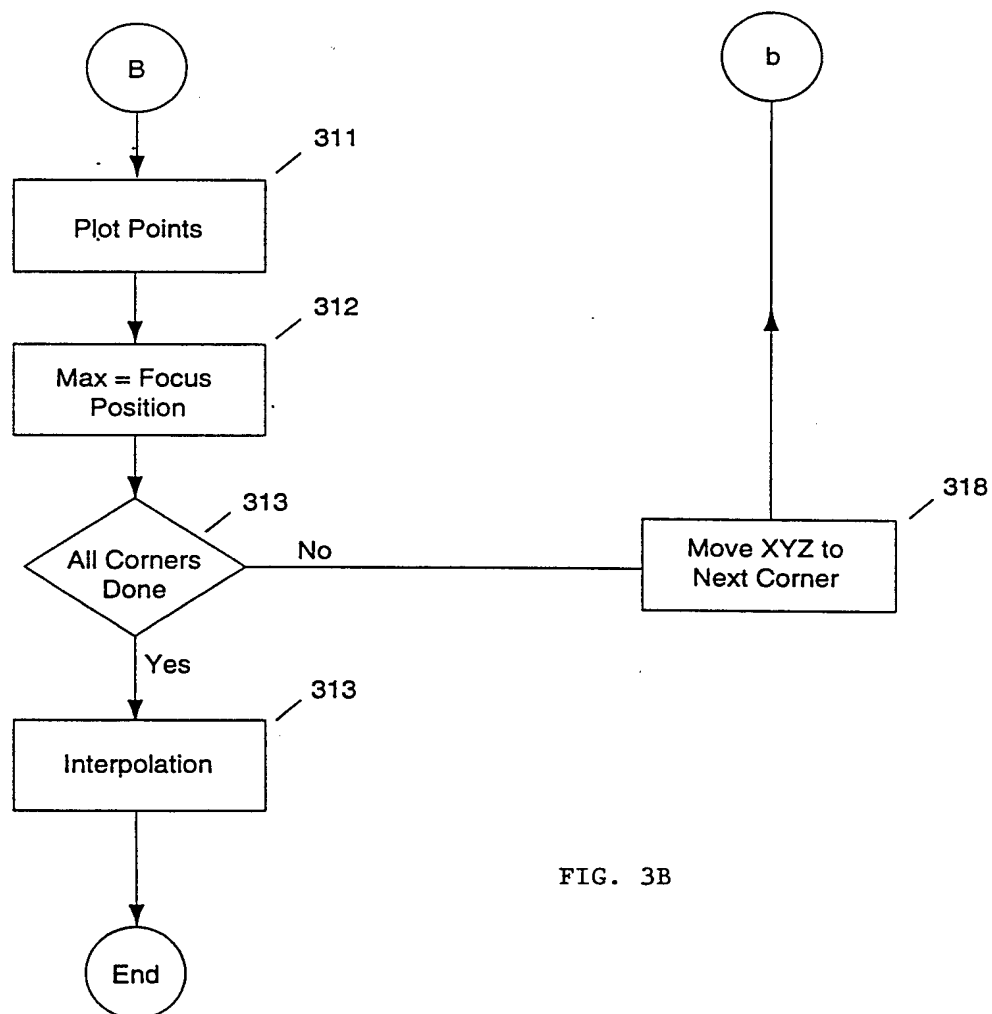 B
b
311
Plot Points
312
Max = Focus
Position
313
All Corners
Done
No
318
Move XYZ to
Next Corner
Yes
313
Interpolation
End
FIG. 3B